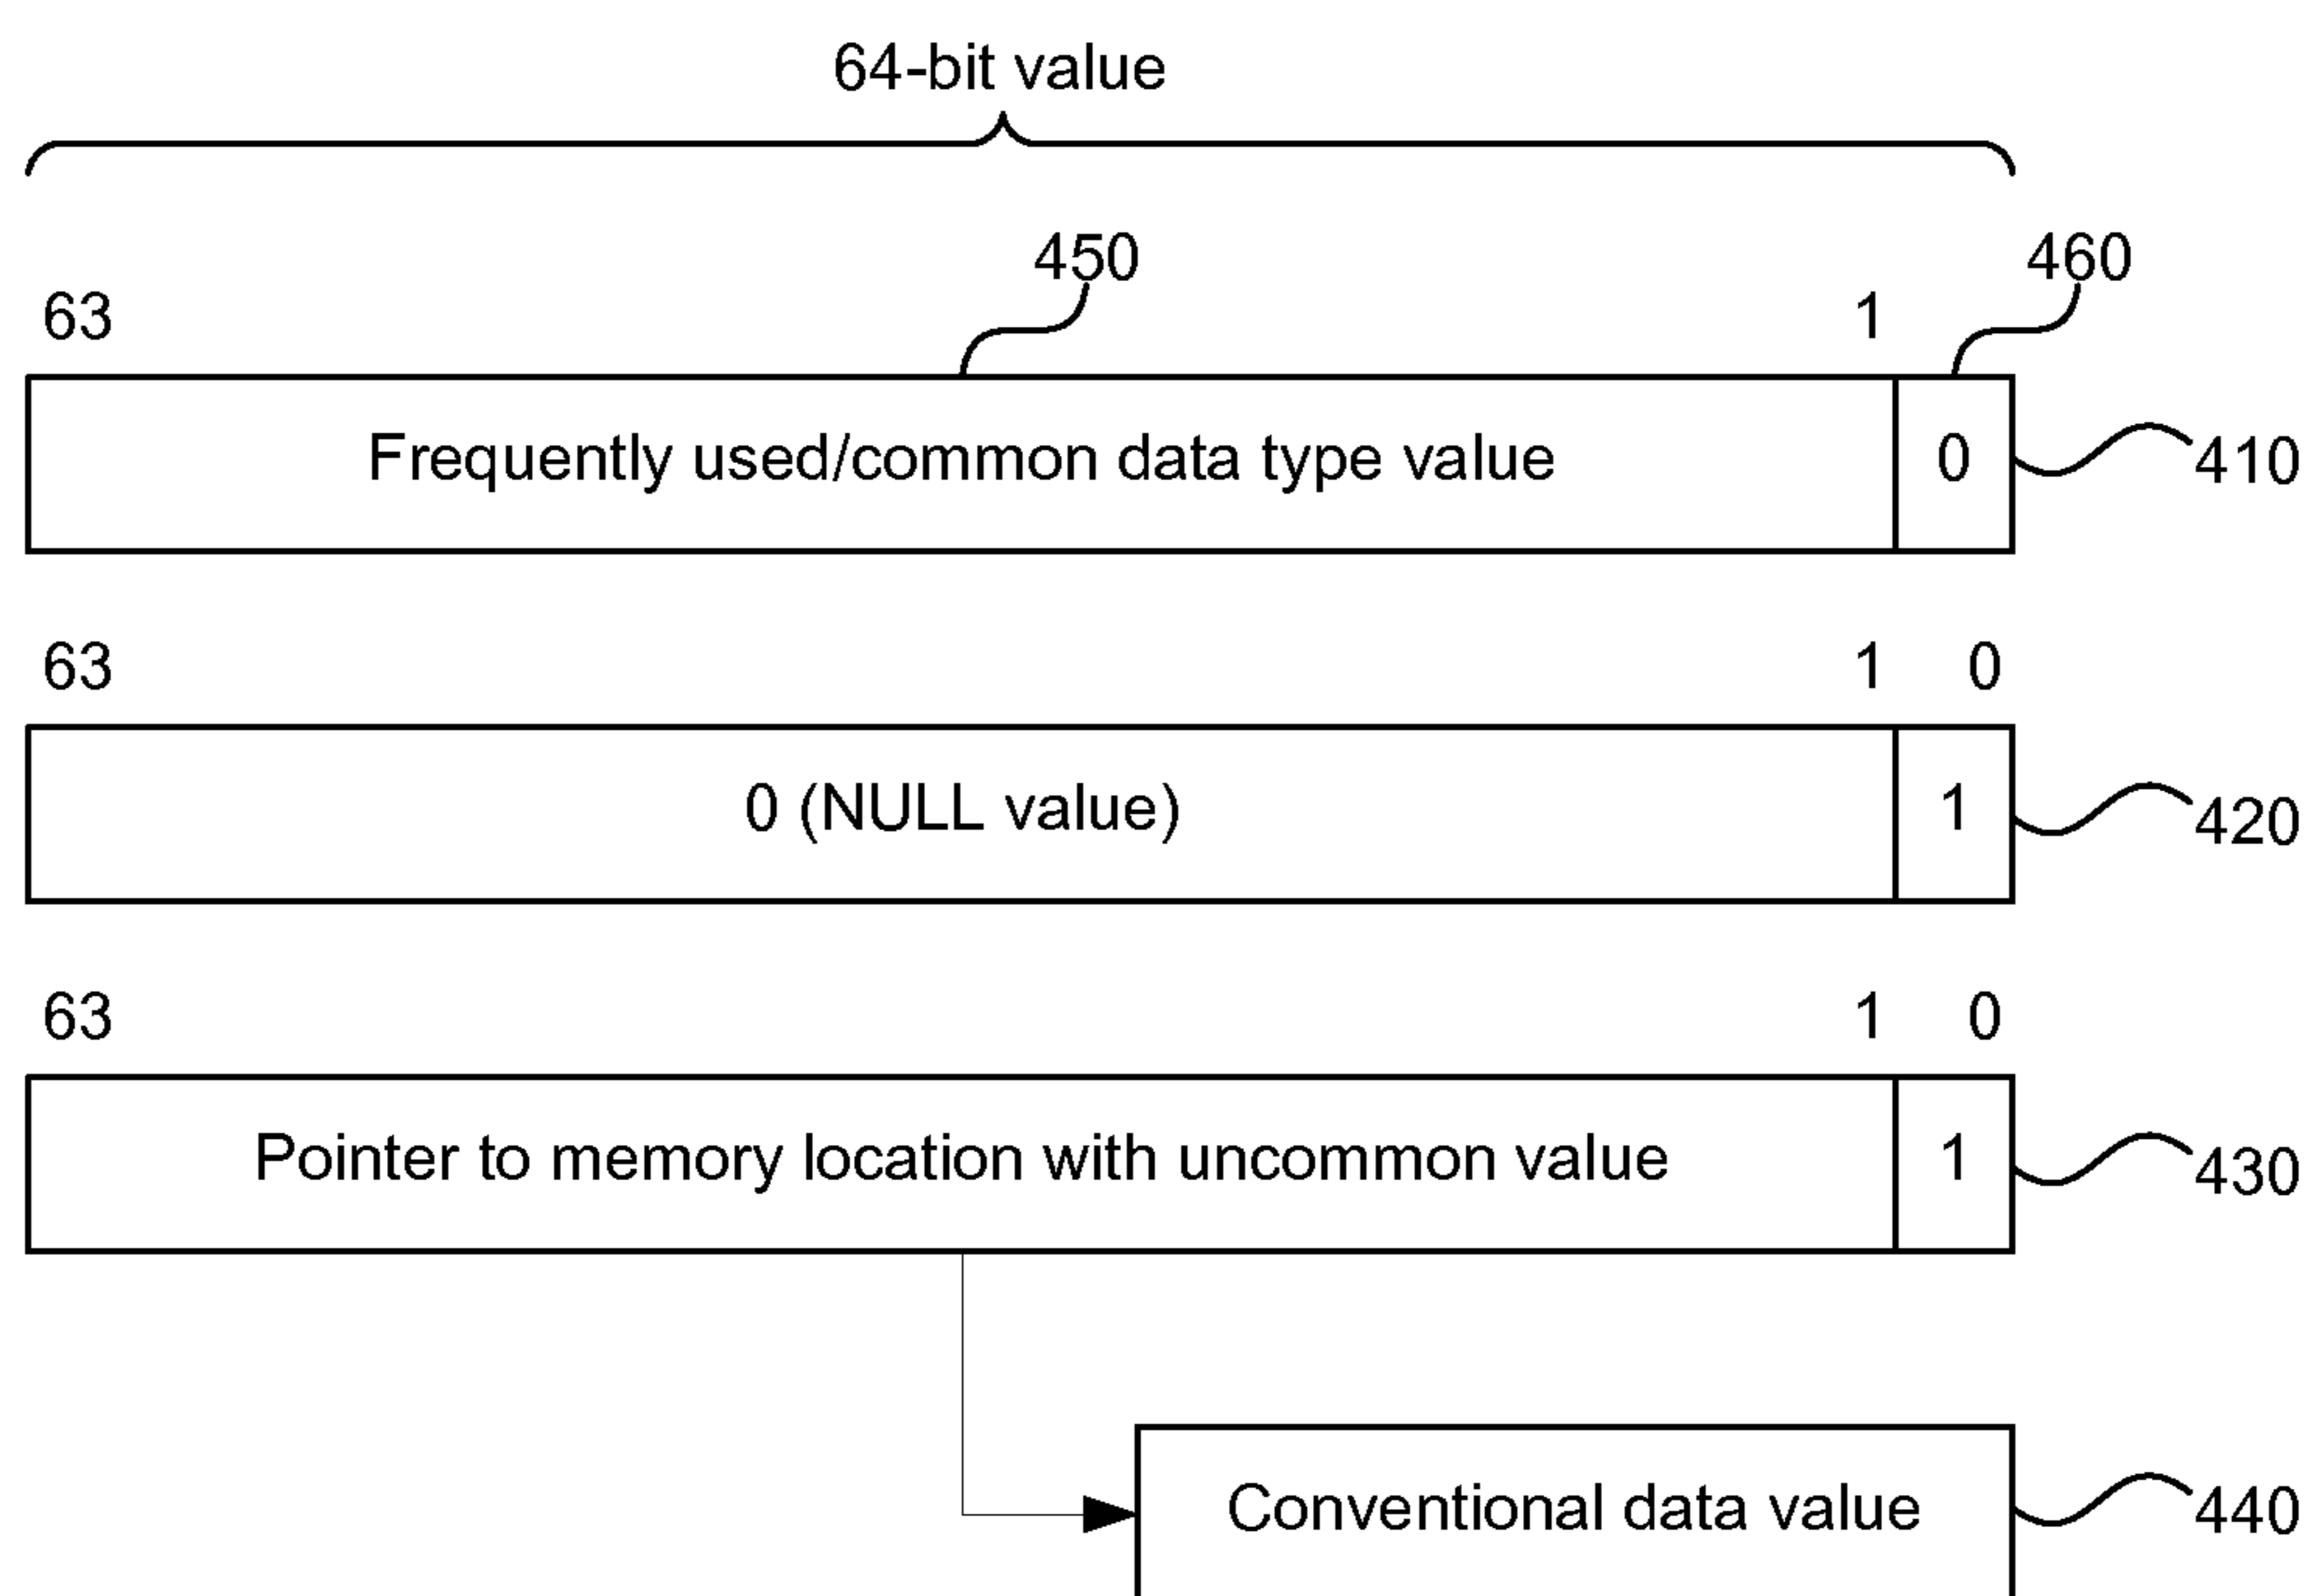 64-bit value
450 460
63 1
Frequently used/common data type value 0 410
63 1 0
0 (NULL value) 1 420
63 1 0
Pointer to memory location with uncommon value 1 430
Conventional data value 440